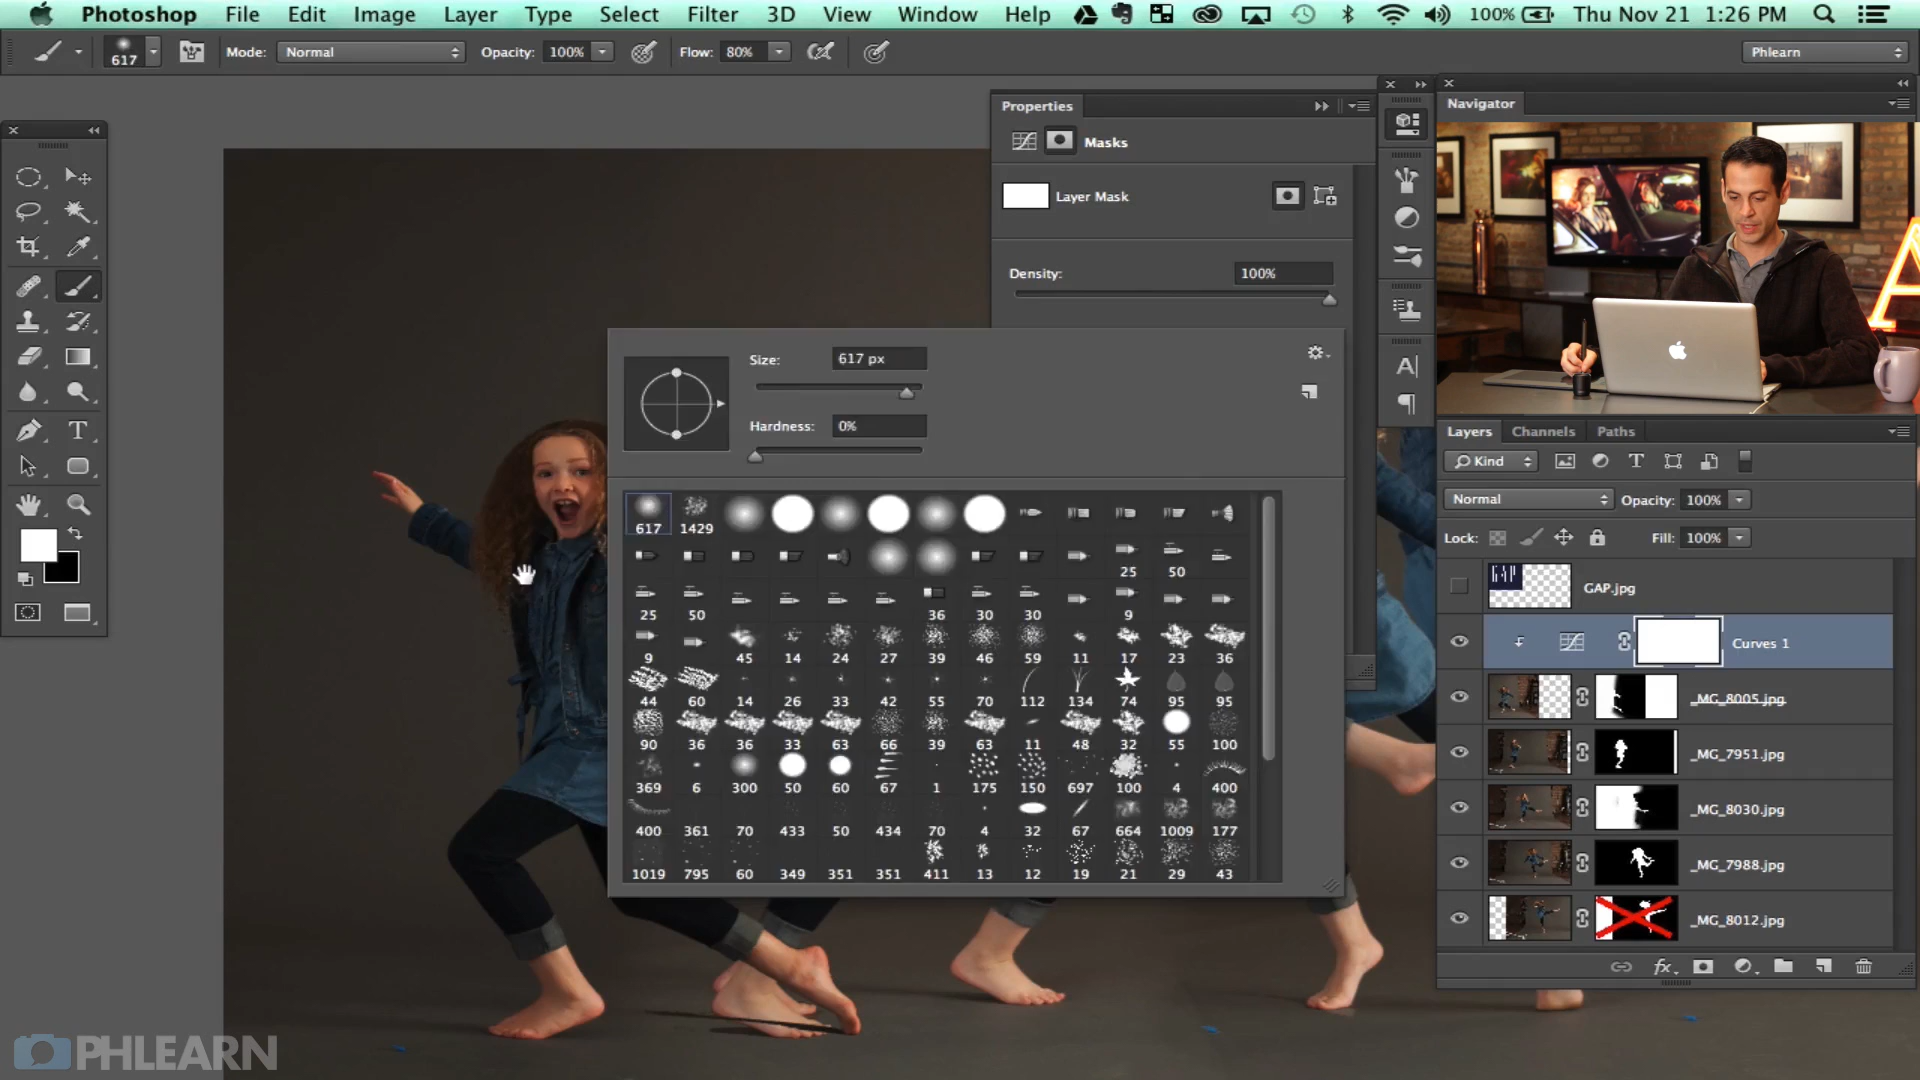 Photoshop File Edit Image Layer Type Select Filter 3D View Window Help 100% Thu Nov 21 1:26 PM
617 Mode: Normal Opacity: 100% Flow: 80% Phlearn
Properties
Masks
Layer Mask
Density: 100%
Size: 617 px
Hardness: 0%
617 1429
25 50
25 50 36 30 30 9
9 45 14 24 27 39 46 59 11 17 23 36
44 60 14 26 33 42 55 70 112 134 74 95 95
90 36 36 33 63 66 39 63 11 48 32 55 100
369 6 300 50 60 67 1 175 150 697 100 4 400
400 361 70 433 50 434 70 4 32 67 664 1009 177
1019 795 60 349 351 351 411 13 12 19 21 29 43
Navigator
Layers Channels Paths
Kind
Normal Opacity: 100%
Lock: Fill: 100%
GAP GAP.jpg
Curves 1
_MG_8005.jpg
_MG_7951.jpg
_MG_8030.jpg
_MG_7988.jpg
_MG_8012.jpg
PHLEARN